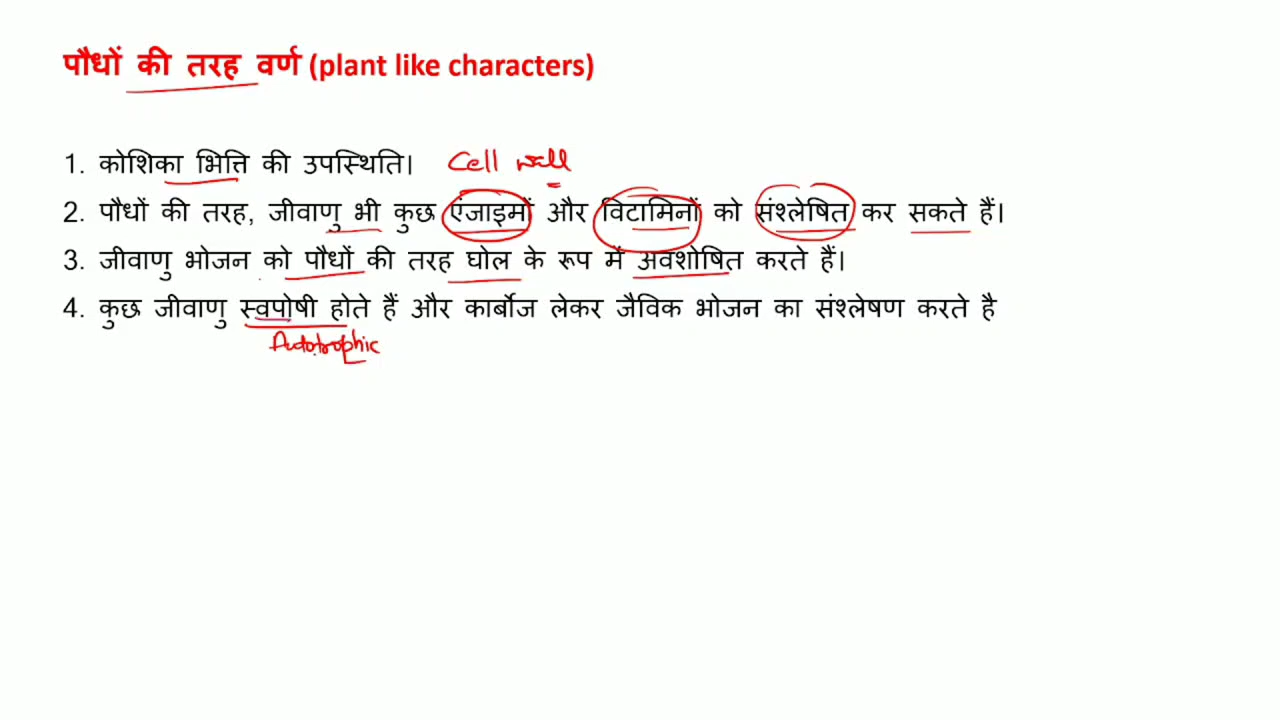 पौधों की तरह वर्ण (plant like characters)
1. कोशिका भित्ति की उपस्थिति। Cell wall
2. पौधों की तरह, जीवाणु भी कुछ एंजाइमों और विटामिनों को संश्लेषित कर सकते हैं।
3. जीवाणु भोजन को पौधों की तरह घोल के रूप में अवशोषित करते हैं।
4. कुछ जीवाणु स्वपोषी होते हैं और कार्बोज लेकर जैविक भोजन का संश्लेषण करते है
Autotrophic